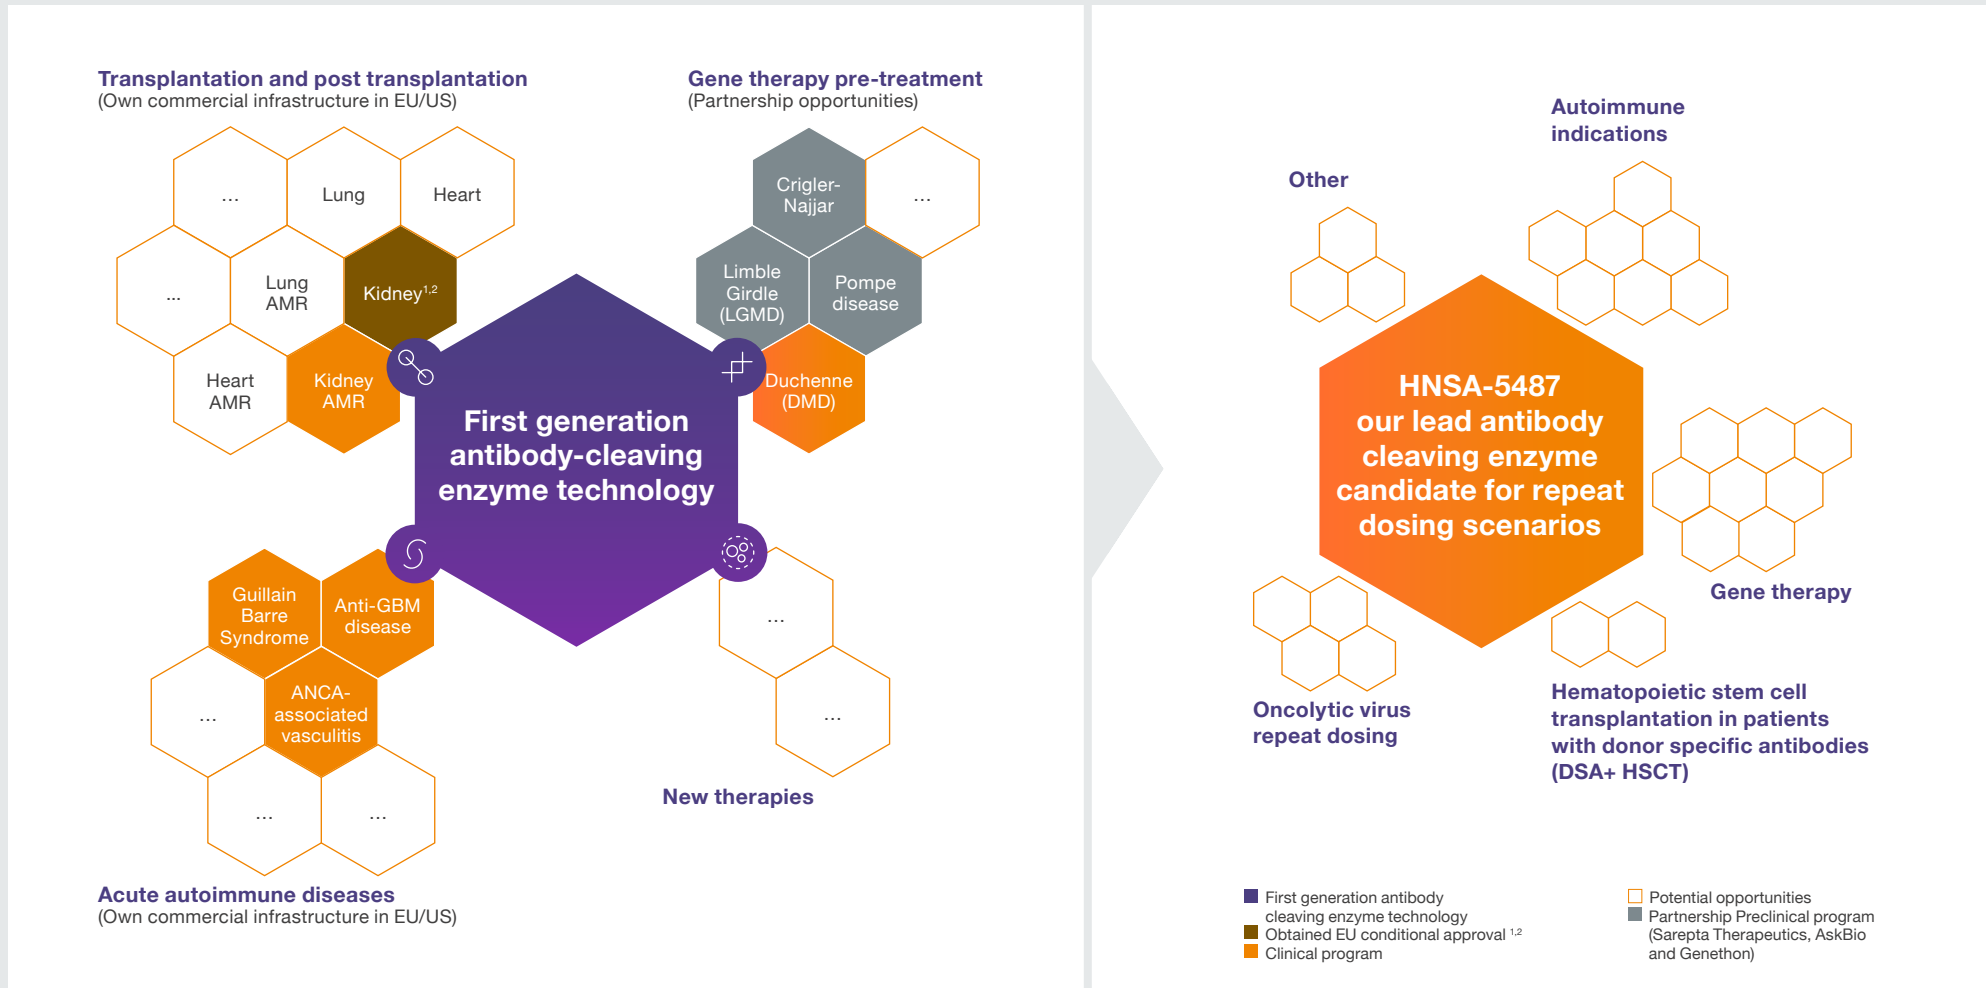 Transplantation and post transplantation
(Own commercial infrastructure in EU/US)
...
Lung
Heart
...
Lung
AMR
Kidney1,2
Heart
AMR
Kidney
AMR
Gene therapy pre-treatment
(Partnership opportunities)
Crigler-
Najjar
...
Limble
Girdle
(LGMD)
Pompe
disease
Duchenne
(DMD)
First generation
antibody-cleaving
enzyme technology
Guillain
Barre
Syndrome
Anti-GBM
disease
...
ANCA-
associated
vasculitis
...
...
Acute autoimmune diseases
(Own commercial infrastructure in EU/US)
...
...
New therapies
Other
Autoimmune
indications
HNSA-5487
our lead antibody
cleaving enzyme
candidate for repeat
dosing scenarios
Gene therapy
Oncolytic virus
repeat dosing
Hematopoietic stem cell
transplantation in patients
with donor specific antibodies
(DSA+ HSCT)
First generation antibody
cleaving enzyme technology
Obtained EU conditional approval 1,2
Clinical program
Potential opportunities
Partnership Preclinical program
(Sarepta Therapeutics, AskBio
and Genethon)